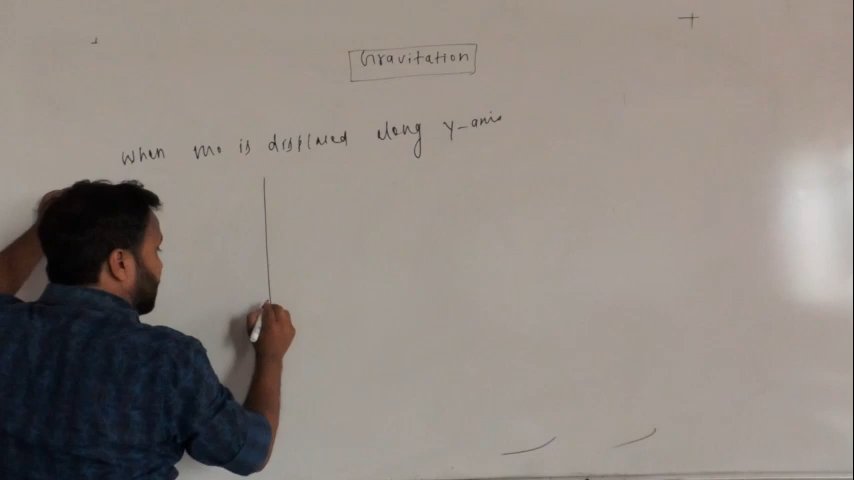 Gravitation
When m₀ is displaced along Y-axis